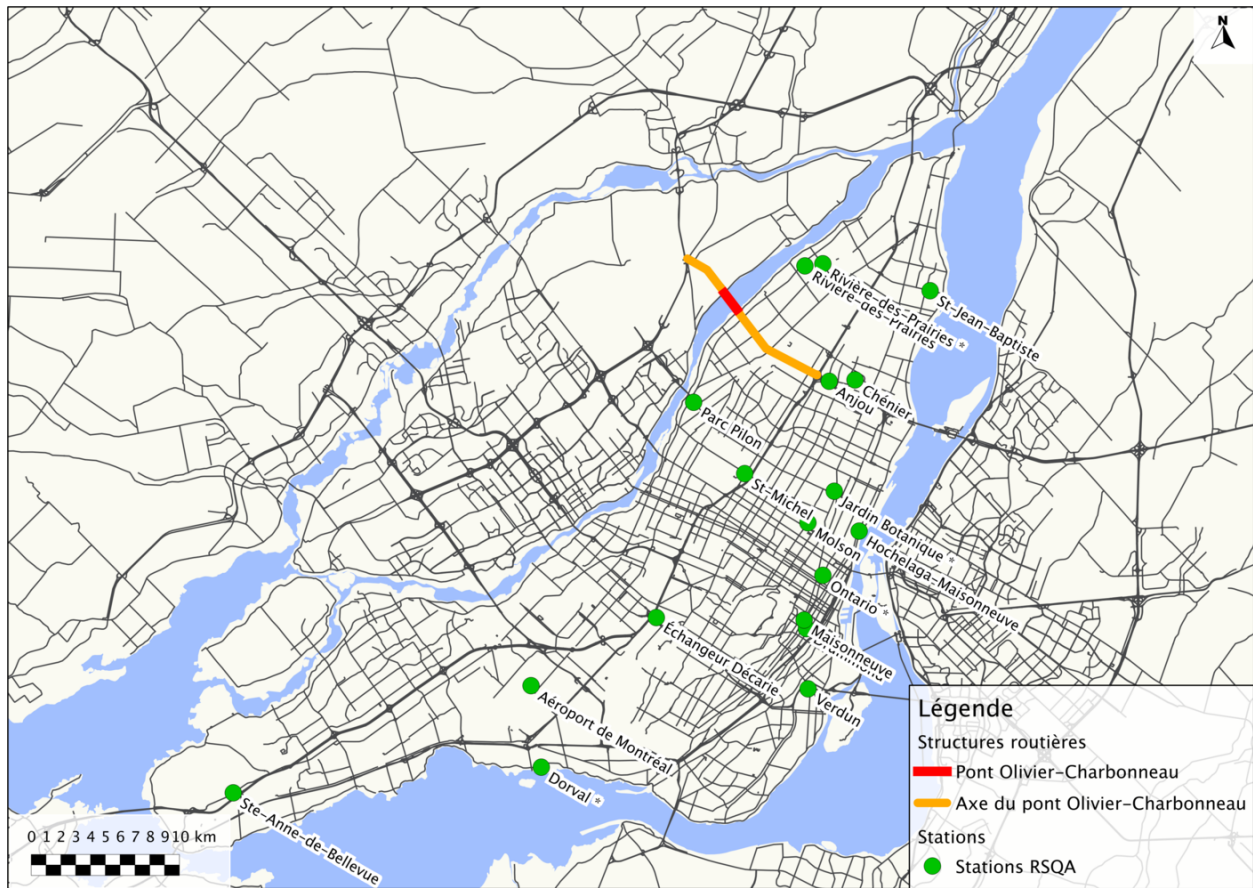 N
Rivière-des-Prairies *
Rivière-des-Prairies
St-Jean-Baptiste
Chénier
Anjou
Parc Pilon
St-Michel
Jardin Botanique *
Molson
Hochelaga-Maisonneuve
Ontario *
Maisonneuve
Échangeur Décarie
Verdun
Aéroport de Montréal
Dorval *
Ste-Anne-de-Bellevue
0 1 2 3 4 5 6 7 8 9 10 km
Légende
Structures routières
Pont Olivier-Charbonneau
Axe du pont Olivier-Charbonneau
Stations
Stations RSQA